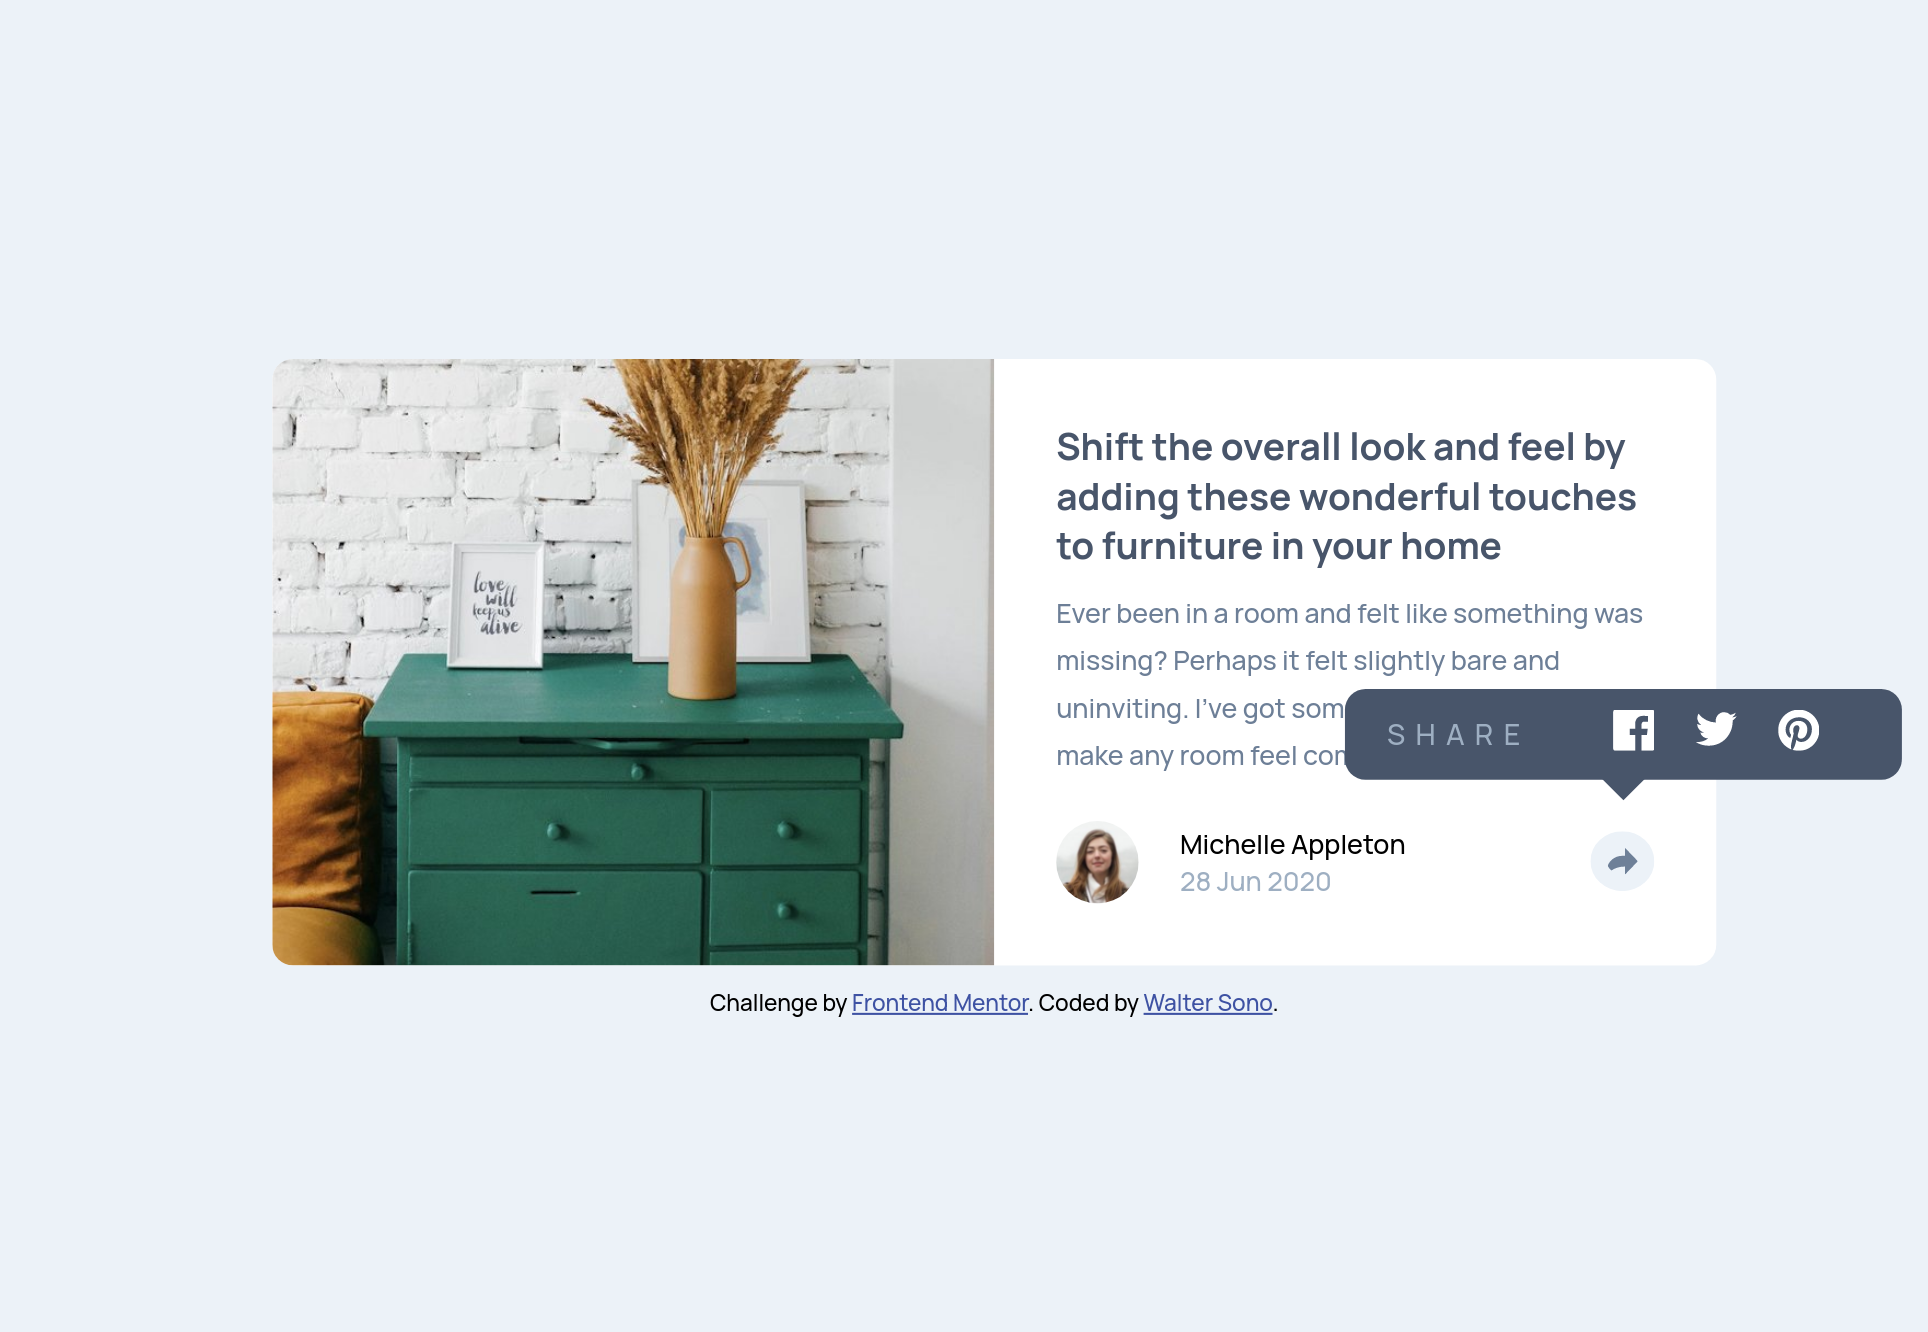 love
will
keep us
alive
Shift the overall look and feel by
adding these wonderful touches
to furniture in your home
Ever been in a room and felt like something was
missing? Perhaps it felt slightly bare and
uninviting. I've got som
make any room feel con
SHARE
Michelle Appleton
28 Jun 2020
Challenge by Frontend Mentor. Coded by Walter Sono.